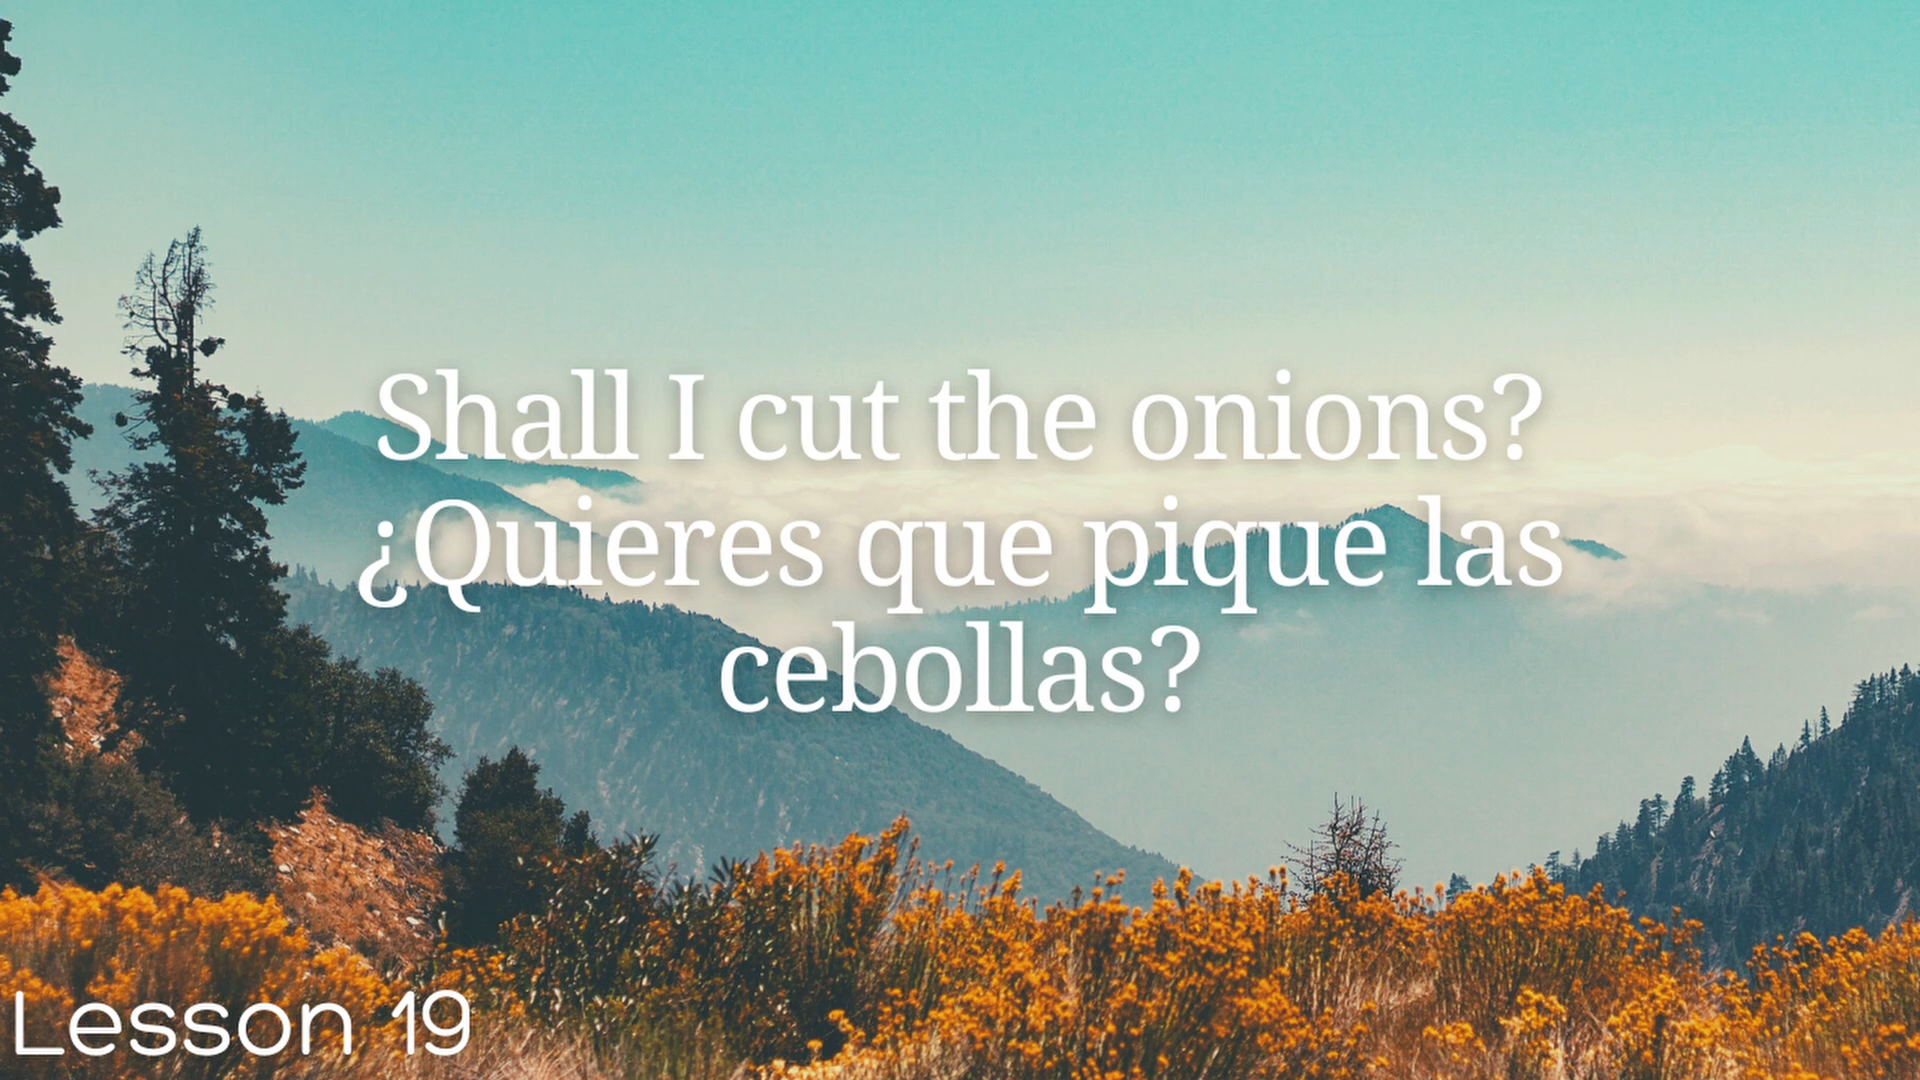 Shall I cut the onions?
¿Quieres que pique las
cebollas?
Lesson 19